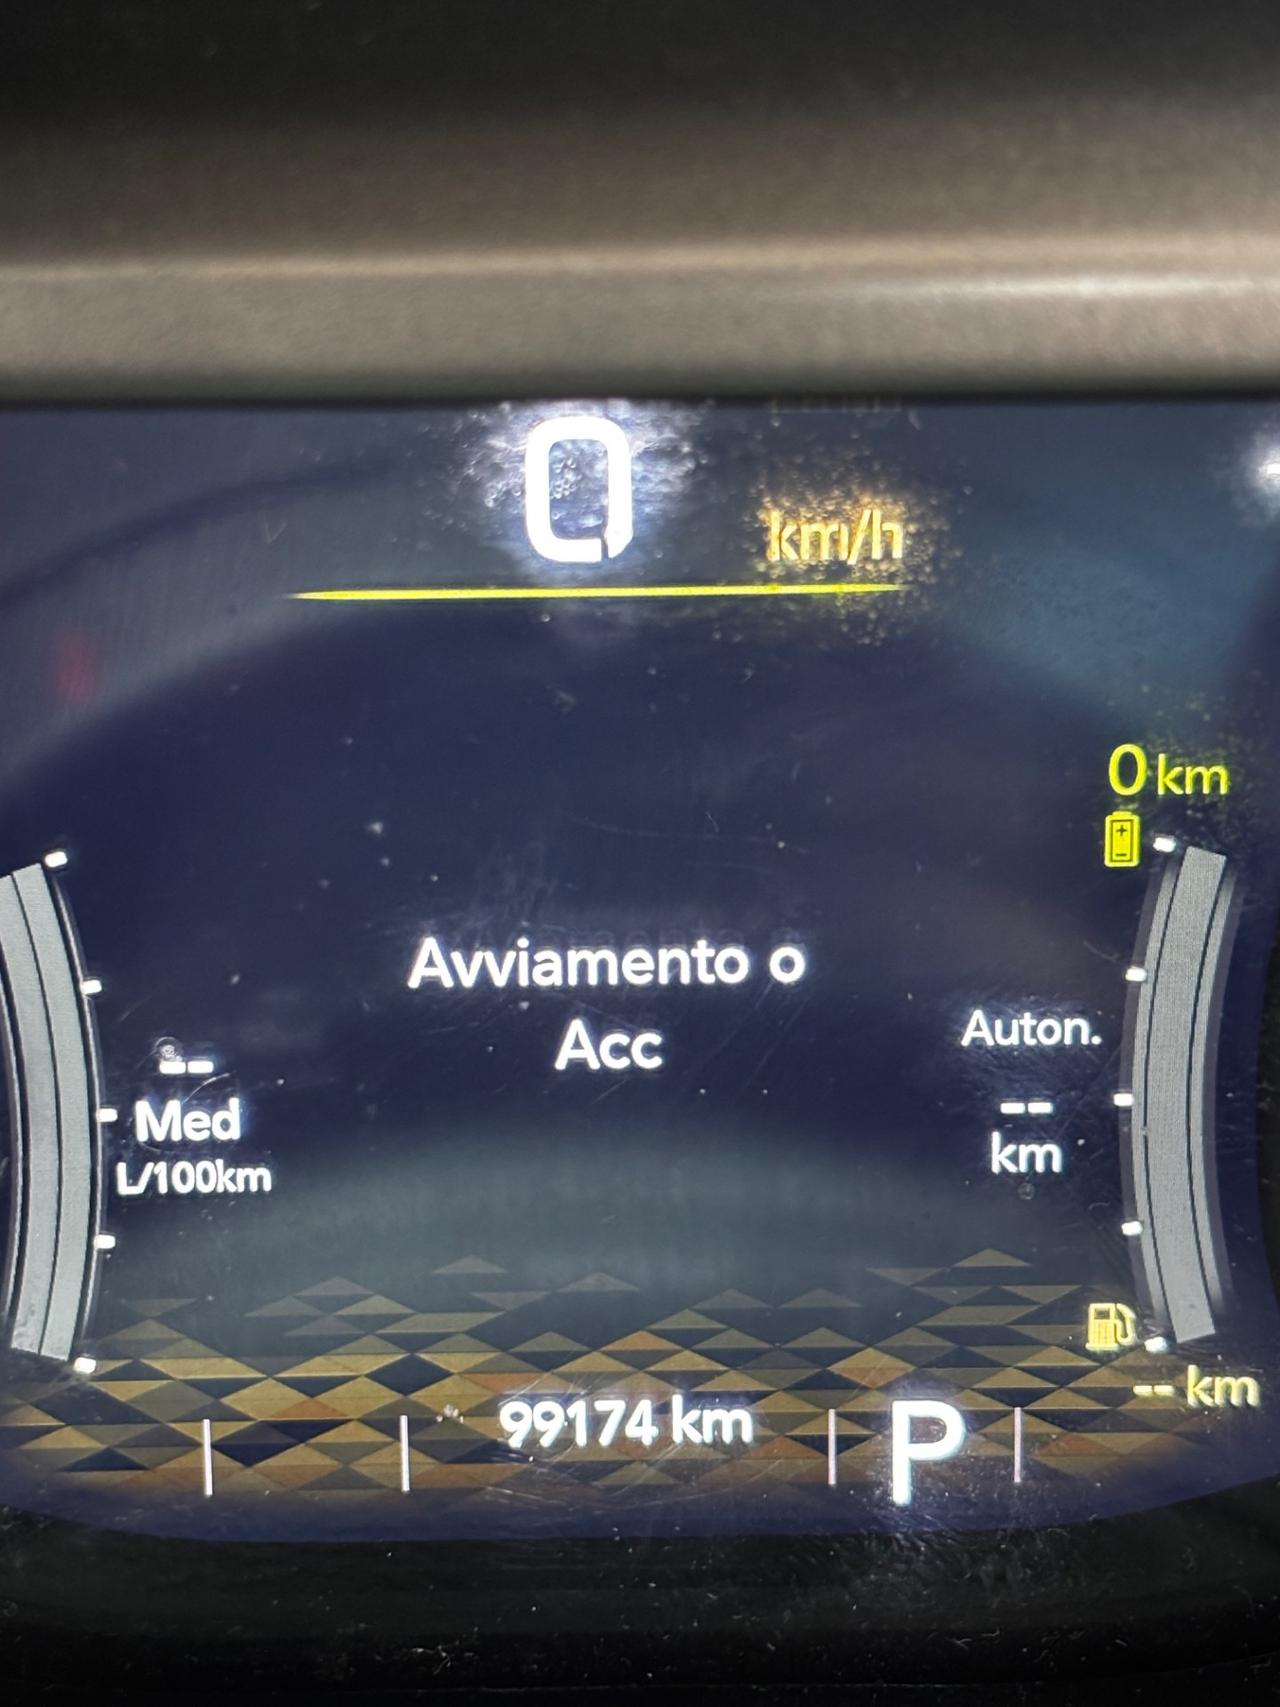 0
km/h
0 km
Avviamento o
Acc
Auton.
--
km
--
Med
L/100km
-- km
99174 km
P